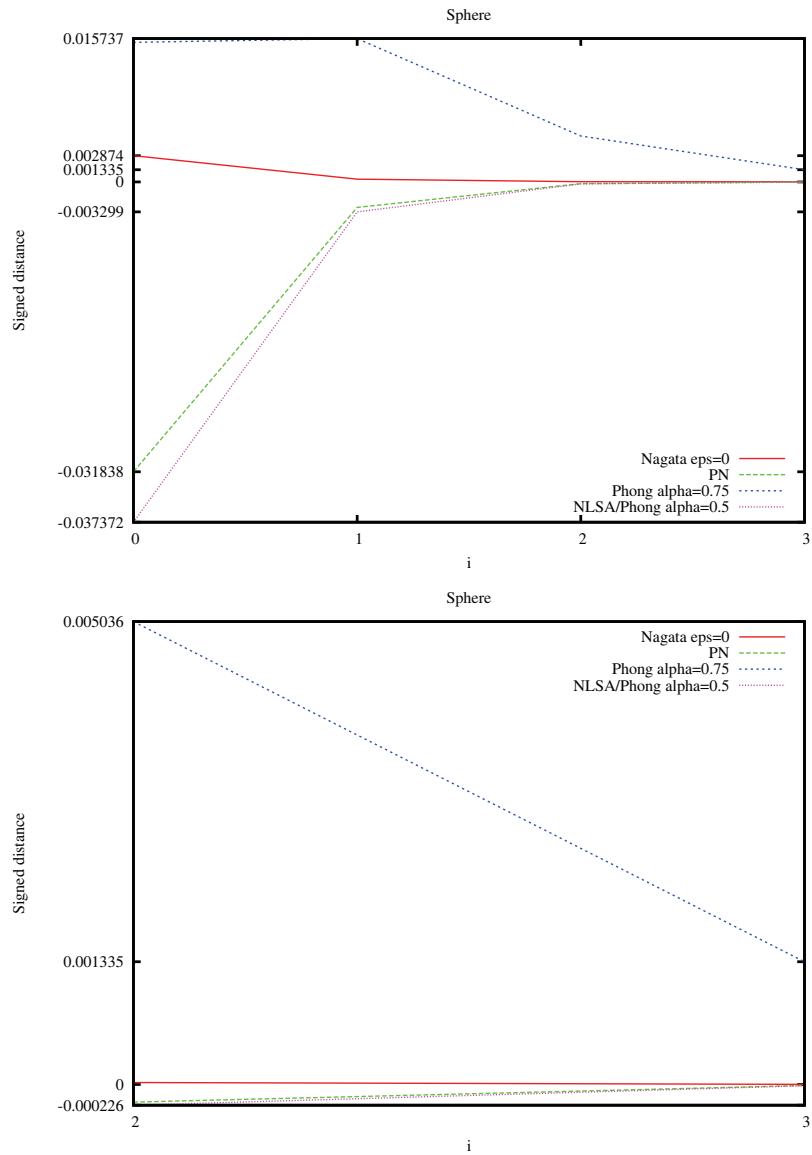 Sphere
0.015737
0.002874
0.001335
0
-0.003299
Signed distance
-0.031838
-0.037372
Nagata eps=0
PN
Phong alpha=0.75
NLSA/Phong alpha=0.5
0 1 2 3
i
Sphere
0.005036
Nagata eps=0
PN
Phong alpha=0.75
NLSA/Phong alpha=0.5
Signed distance
0.001335
0
-0.000226
2 3
i